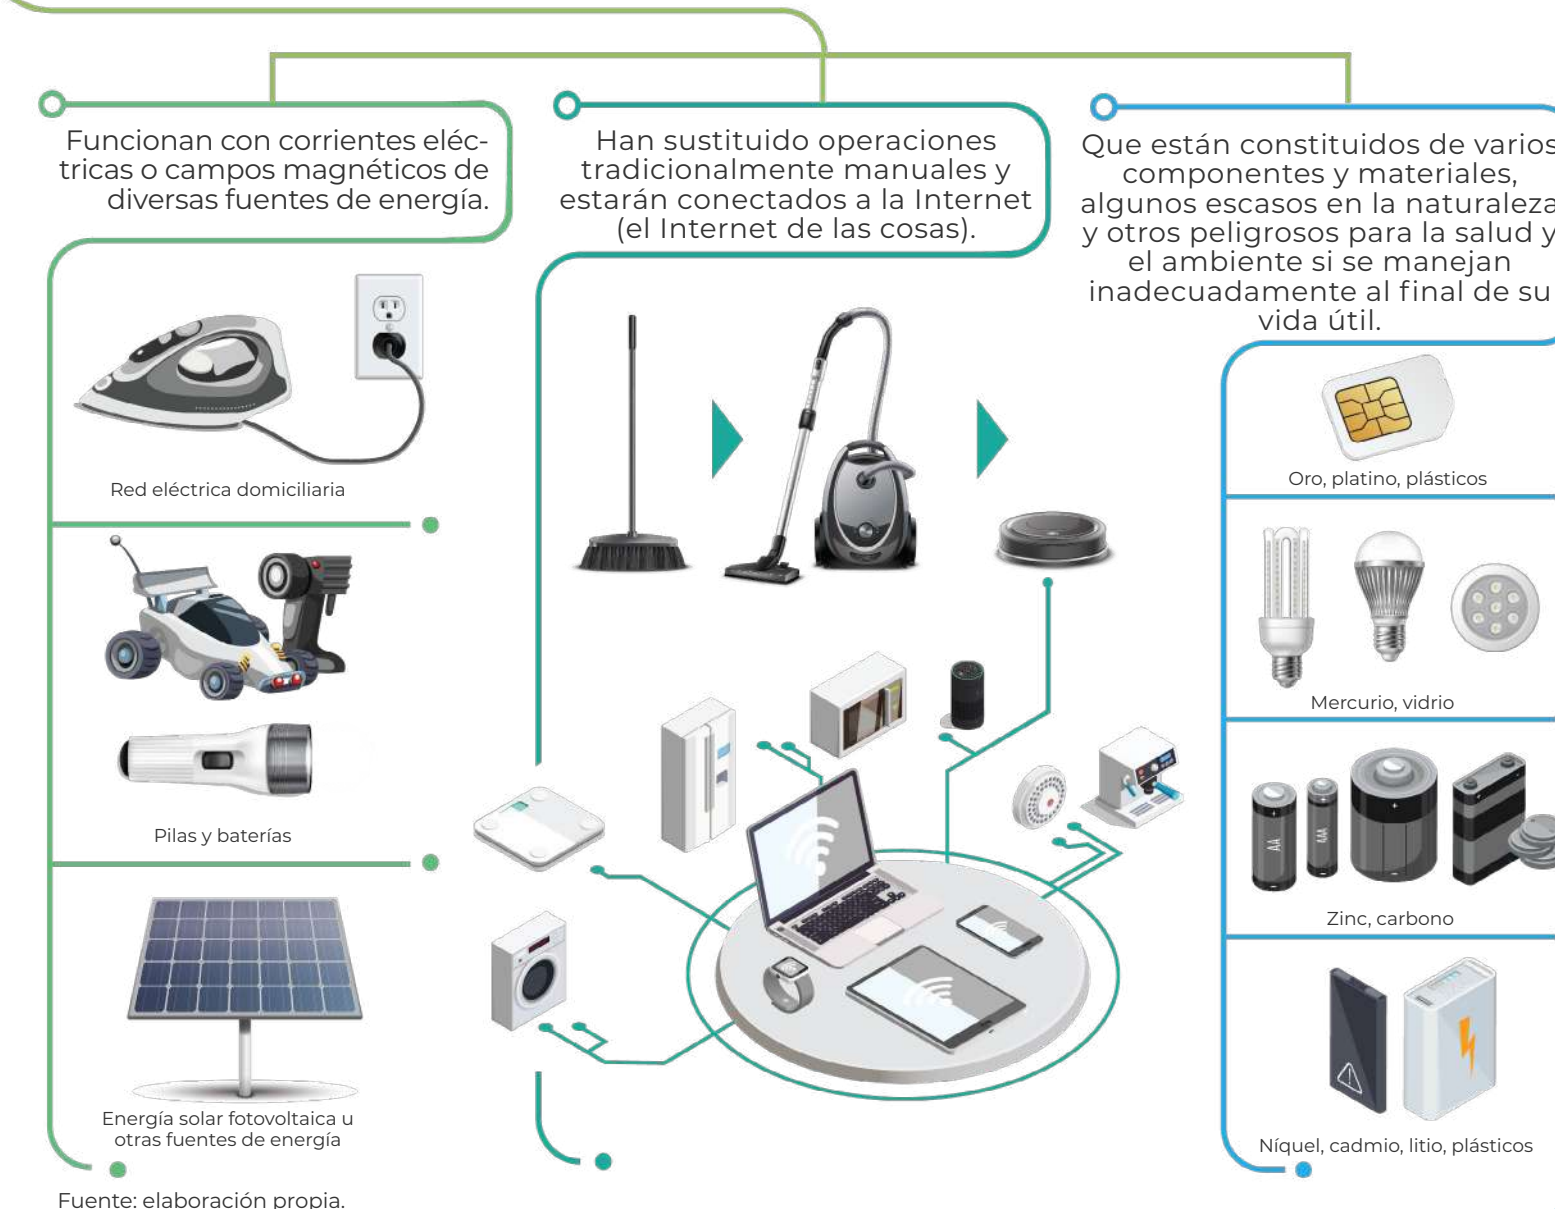 Funcionan con corrientes eléc-
tricas o campos magnéticos de
diversas fuentes de energía.
Red eléctrica domiciliaria
Pilas y baterías
Energía solar fotovoltaica u
otras fuentes de energía
Fuente: elaboración propia.
Han sustituido operaciones
tradicionalmente manuales y
estarán conectados a la Internet
(el Internet de las cosas).
Que están constituidos de varios
componentes y materiales,
algunos escasos en la naturaleza
y otros peligrosos para la salud y
el ambiente si se manejan
inadecuadamente al final de su
vida útil.
Oro, platino, plásticos
Mercurio, vidrio
AA
AAA
Zinc, carbono
Níquel, cadmio, litio, plásticos